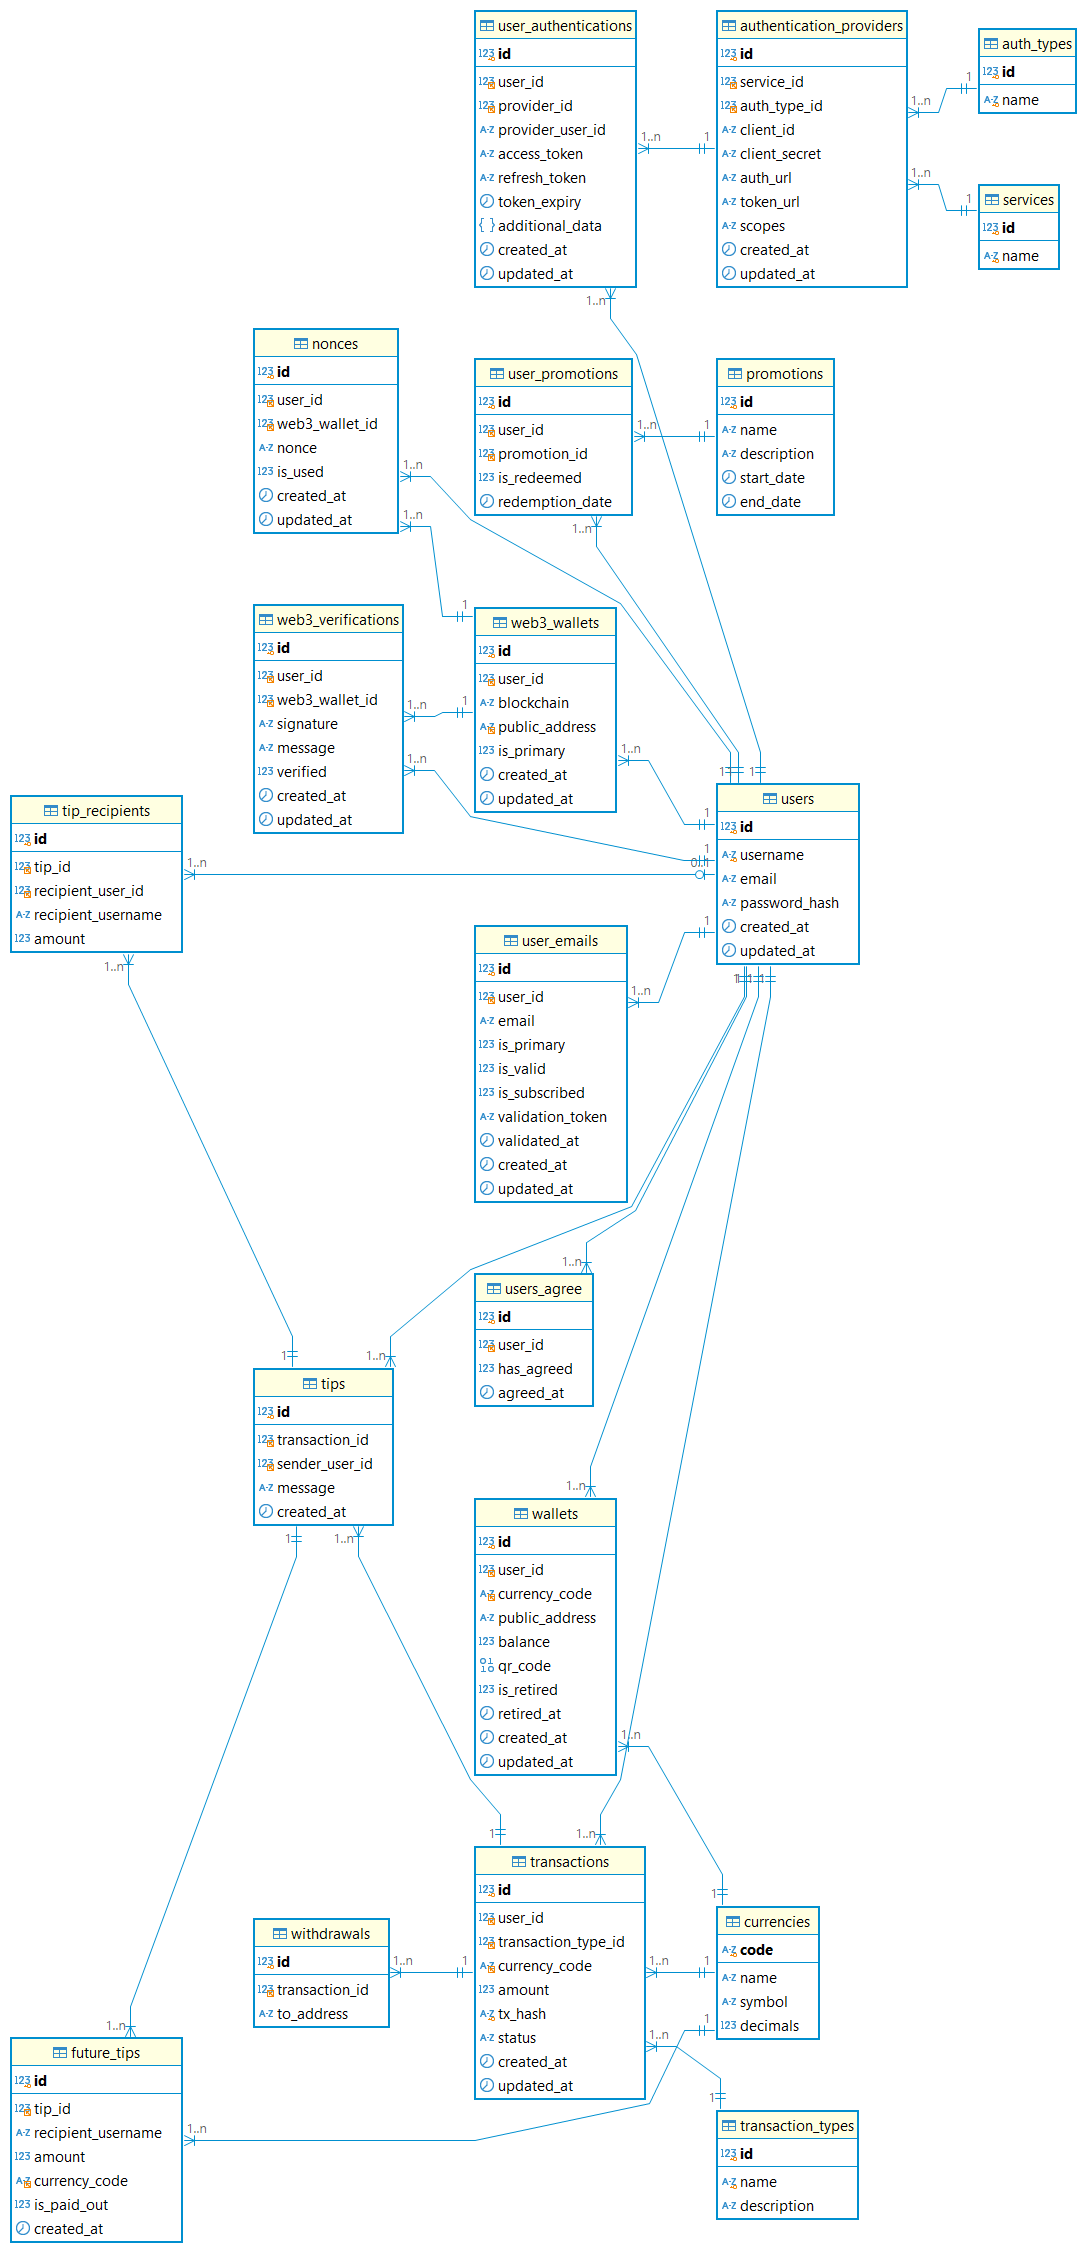 user_authentications
id
user_id
provider_id
provider_user_id
access_token
refresh_token
token_expiry
additional_data
created_at
updated_at
authentication_providers
id
service_id
auth_type_id
client_id
client_secret
auth_url
token_url
scopes
created_at
updated_at
auth_types
id
name
services
id
name
1..n
1
1..n
1
1..n
1
1..n
nonces
id
user_id
web3_wallet_id
nonce
is_used
created_at
updated_at
user_promotions
id
user_id
promotion_id
is_redeemed
redemption_date
promotions
id
name
description
start_date
end_date
1..n
1
1..n
1..n
1
1..n
web3_verifications
id
user_id
web3_wallet_id
signature
message
verified
created_at
updated_at
web3_wallets
id
user_id
blockchain
public_address
is_primary
created_at
updated_at
1..n
1
1..n
1..n
1
1
tip_recipients
id
tip_id
recipient_user_id
recipient_username
amount
1..n
0..1
1..n
users
id
username
email
password_hash
created_at
updated_at
user_emails
id
user_id
email
is_primary
is_valid
is_subscribed
validation_token
validated_at
created_at
updated_at
1..n
1
1..n
users_agree
id
user_id
has_agreed
agreed_at
1
1..n
tips
id
transaction_id
sender_user_id
message
created_at
1
1..n
1..n
wallets
id
user_id
currency_code
public_address
balance
qr_code
is_retired
retired_at
created_at
updated_at
1..n
1
1..n
1
transactions
id
user_id
transaction_type_id
currency_code
amount
tx_hash
status
created_at
updated_at
withdrawals
id
transaction_id
to_address
1..n
1
currencies
code
name
symbol
decimals
1..n
1
1
1..n
1
1..n
future_tips
id
tip_id
recipient_username
amount
currency_code
is_paid_out
created_at
1..n
transaction_types
id
name
description